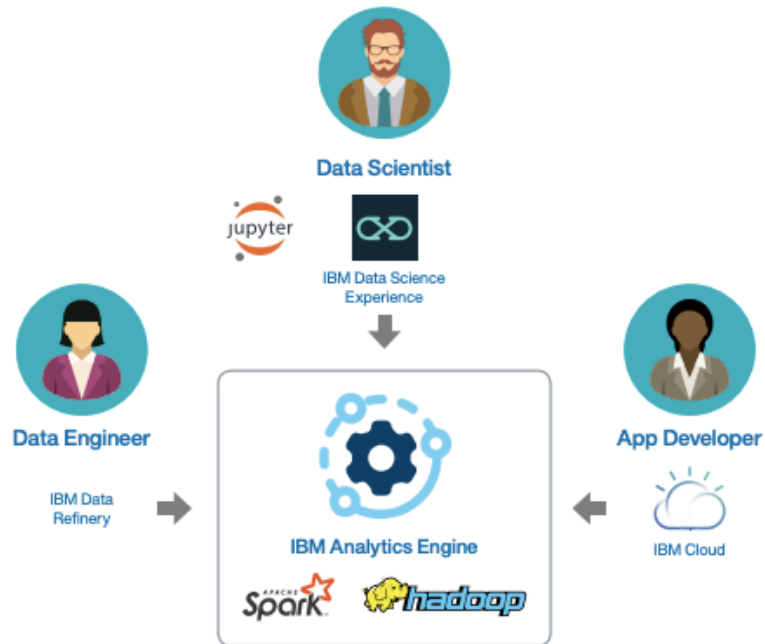 Data Scientist
jupyter
IBM Data Science
Experience
Data Engineer
App Developer
IBM Data
Refinery
IBM Cloud
IBM Analytics Engine
APACHE
Spark
hadoop